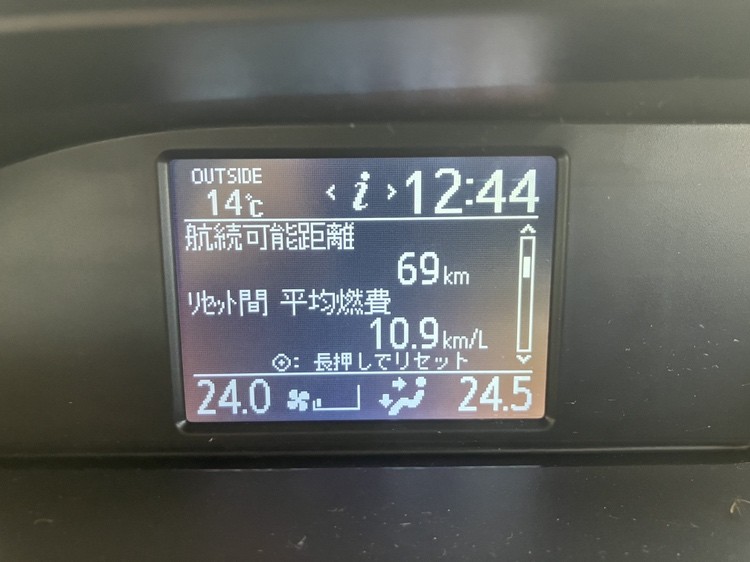 OUTSIDE
14℃
< i > 12:44
航続可能距離
69km
リセット間 平均燃費
10.9km/L
: 長押しでリセット
24.0 24.5